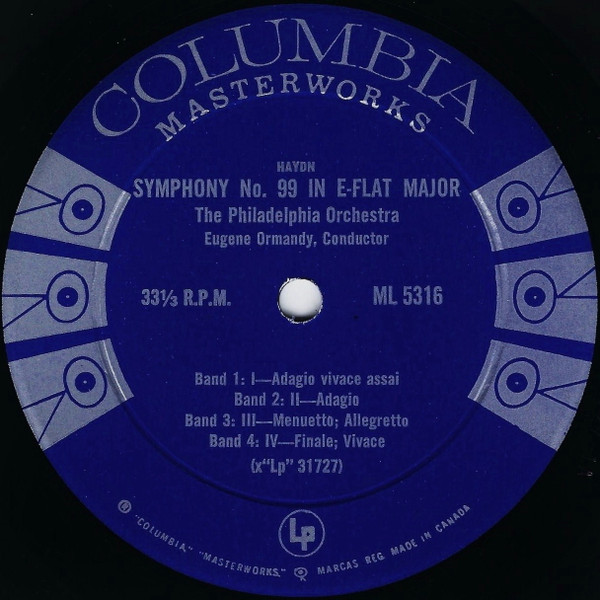 COLUMBIA
MASTERWORKS
HAYDN
SYMPHONY No. 99 IN E-FLAT MAJOR
The Philadelphia Orchestra
Eugene Ormandy, Conductor
33⅓ R.P.M. ML 5316
Band 1: I—Adagio vivace assai
Band 2: II—Adagio
Band 3: III—Menuetto; Allegretto
Band 4: IV—Finale; Vivace
(x"Lp" 31727)
Lp
® "COLUMBIA," "MASTERWORKS," MARCAS REG. MADE IN CANADA